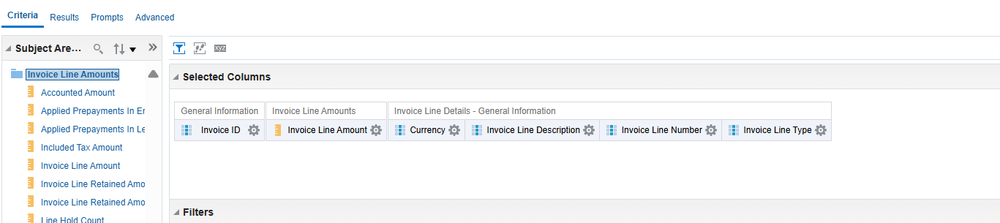 Criteria Results Prompts Advanced
Subject Are...
xyz
Invoice Line Amounts
Selected Columns
Accounted Amount
Applied Prepayments In Er
General Information Invoice Line Amounts Invoice Line Details - General Information
Applied Prepayments In Le
Invoice ID Invoice Line Amount Currency Invoice Line Description Invoice Line Number Invoice Line Type
Included Tax Amount
Invoice Line Amount
Invoice Line Retained Amo
Invoice Line Retained Amo
Line Hold Count
Filters